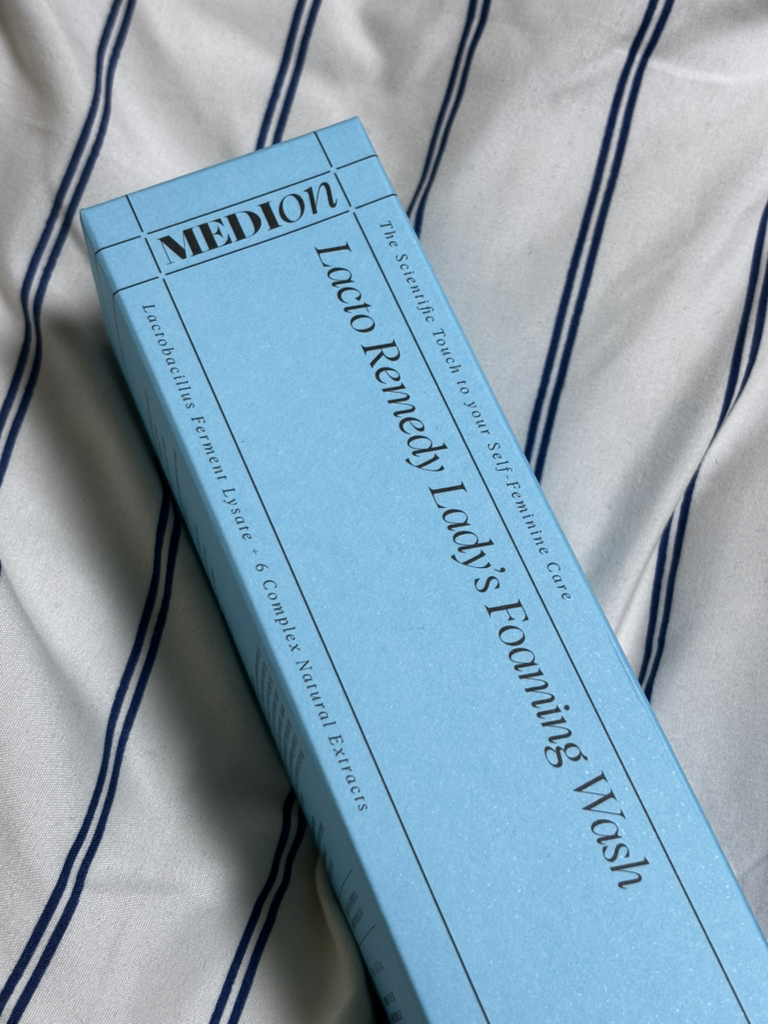 MEDION
The Scientific Touch to your Self-Feminine Care
Lacto Remedy Lady's Foaming Wash
Lactobacillus Ferment Lysate + 6 Complex Natural Extracts